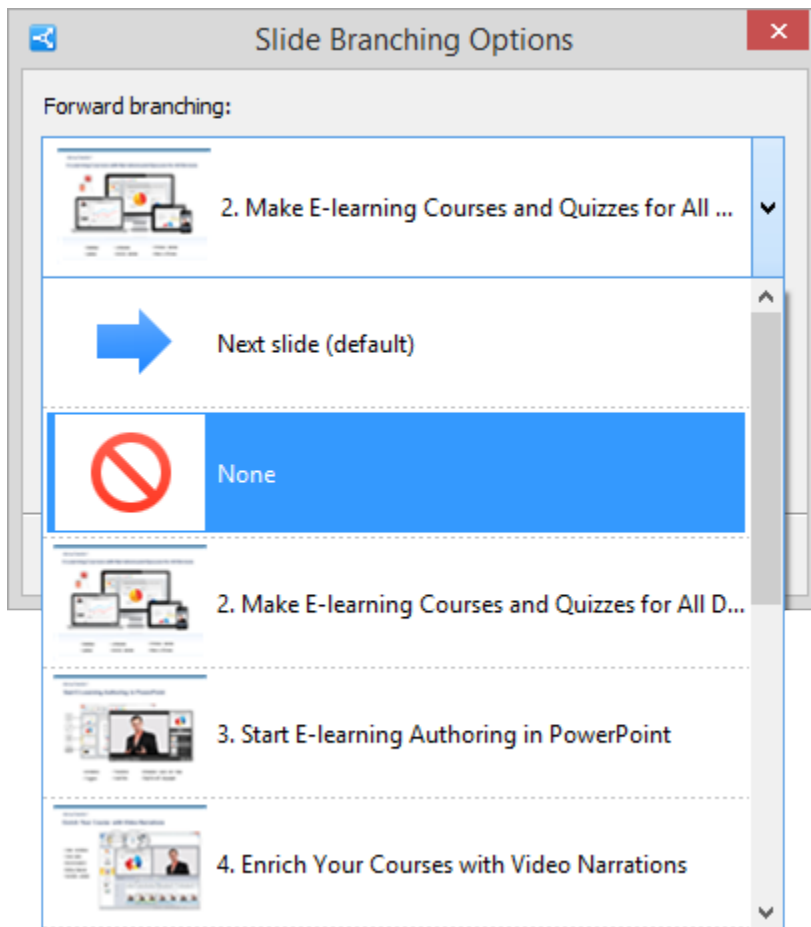 Slide Branching Options
Forward branching:
2. Make E-learning Courses and Quizzes for All ...
Next slide (default)
None
2. Make E-learning Courses and Quizzes for All D...
3. Start E-learning Authoring in PowerPoint
4. Enrich Your Courses with Video Narrations